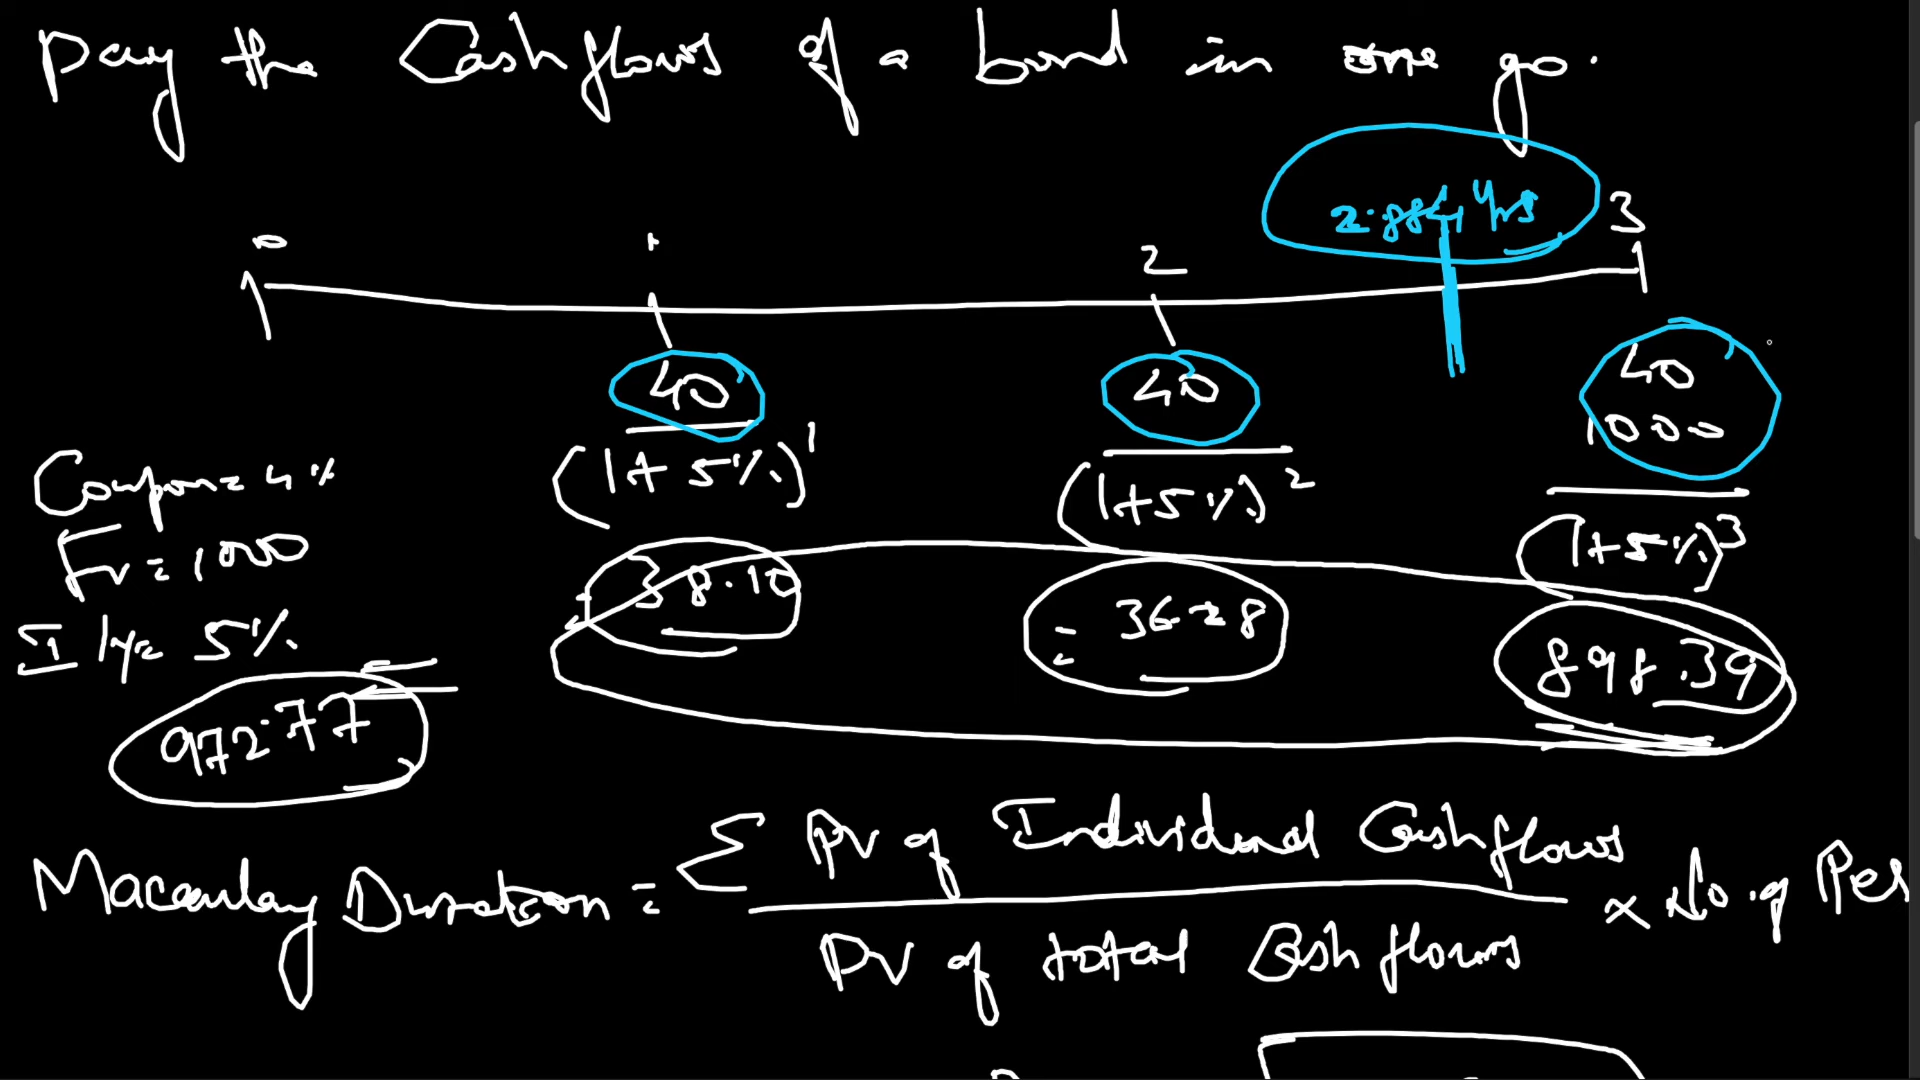 Pay the Cashflows of a bond in one go.
2.884 yrs
0 1 2 3
40 40 40
1000
(1+5%)^1 (1+5%)^2 (1+5%)^3
Coupon = 4%
Fv = 1000
I/y = 5%
= 38.10 = 36.28 898.39
972.77
Macaulay Duration = Σ PV of Individual Cashflows × No. of Per
PV of total Cash flows